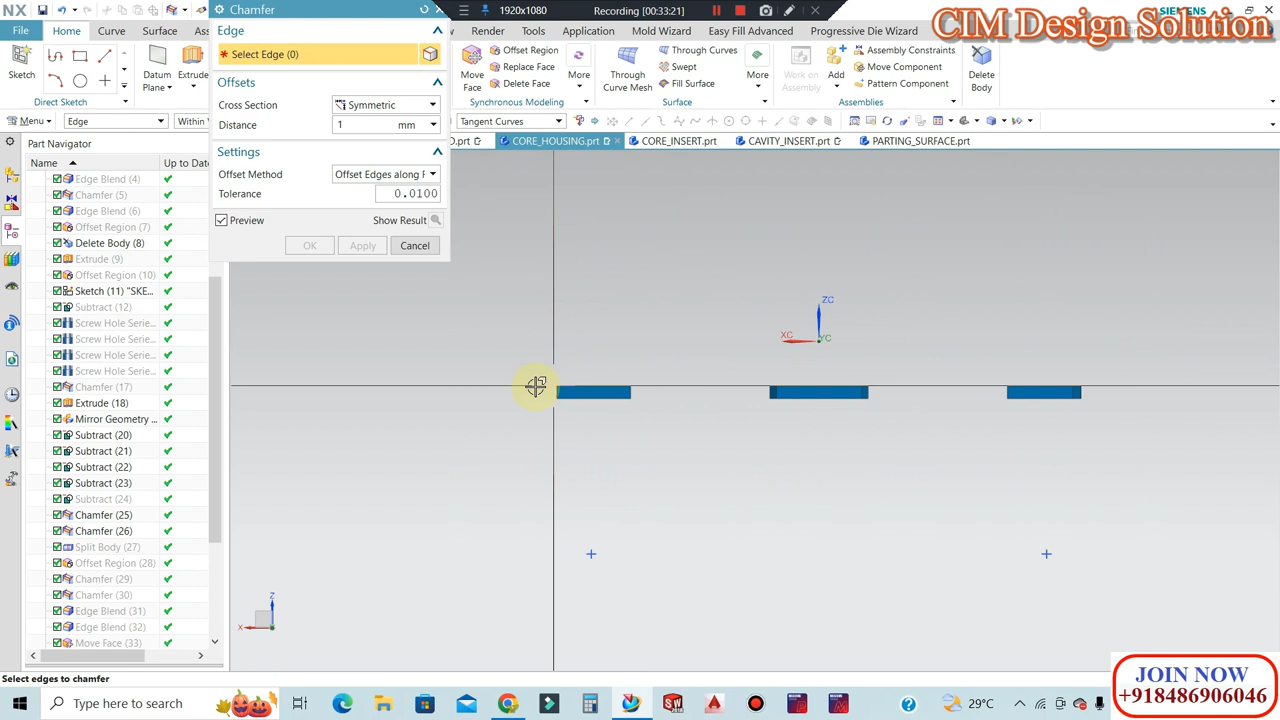 NX
1920x1080
Recording [00:33:21]
SIEMENS
CIM Design Solution
File
Home
Curve
Surface
Render
Tools
Application
Mold Wizard
Easy Fill Advanced
Progressive Die Wizard
Sketch
Datum
Plane
Extrude
Direct Sketch
Move
Face
Offset Region
Replace Face
Delete Face
More
Synchronous Modeling
Through
Curve Mesh
Through Curves
Swept
Fill Surface
More
Surface
Work on
Assembly
Add
Assembly Constraints
Move Component
Pattern Component
Assemblies
Delete
Body
Menu
Edge
Within
Tangent Curves
Chamfer
Edge
* Select Edge (0)
Offsets
Cross Section
Symmetric
Distance
1
mm
Settings
Offset Method
Offset Edges along F
Tolerance
0.0100
Preview
Show Result
OK
Apply
Cancel
D.prt
CORE_HOUSING.prt
CORE_INSERT.prt
CAVITY_INSERT.prt
PARTING_SURFACE.prt
Part Navigator
Name
Up to Date
Edge Blend (4)
Chamfer (5)
Edge Blend (6)
Offset Region (7)
Delete Body (8)
Extrude (9)
Offset Region (10)
Sketch (11) "SKE...
Subtract (12)
Screw Hole Serie...
Screw Hole Serie...
Screw Hole Serie...
Screw Hole Serie...
Chamfer (17)
Extrude (18)
Mirror Geometry
Subtract (20)
Subtract (21)
Subtract (22)
Subtract (23)
Subtract (24)
Chamfer (25)
Chamfer (26)
Split Body (27)
Offset Region (28)
Chamfer (29)
Chamfer (30)
Edge Blend (31)
Edge Blend (32)
Move Face (33)
ZC
XC
YC
Z
X
Select edges to chamfer
JOIN NOW
+918486906046
Type here to search
29°C